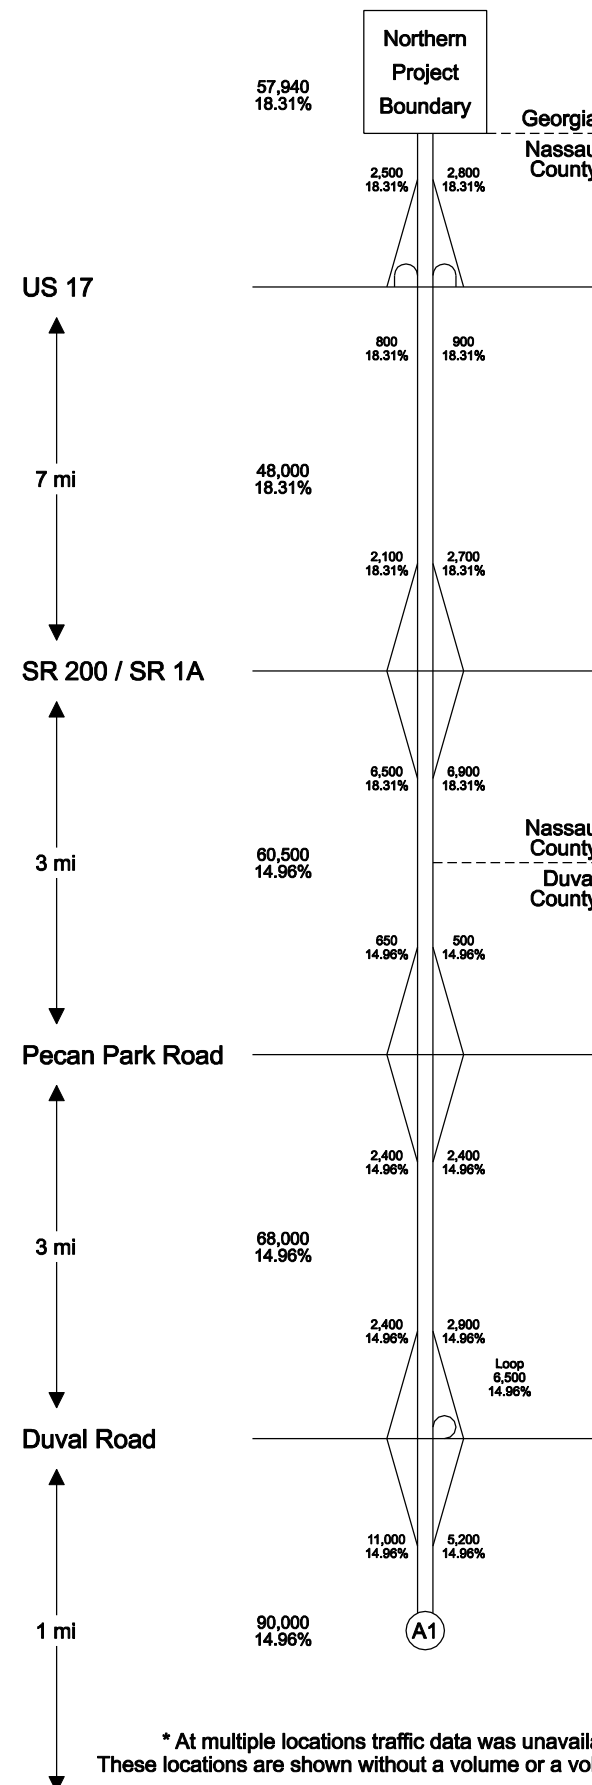 Northern
Project
Boundary
57,940
18.31%
Georgia
Nassau
County
2,500
18.31%
2,800
18.31%
US 17
800
18.31%
900
18.31%
7 mi
48,000
18.31%
2,100
18.31%
2,700
18.31%
SR 200 / SR 1A
6,500
18.31%
6,900
18.31%
Nassau
County
3 mi
60,500
14.96%
Duva
County
650
14.96%
500
14.96%
Pecan Park Road
2,400
14.96%
2,400
14.96%
3 mi
68,000
14.96%
2,400
14.96%
2,900
14.96%
Loop
6,500
14.96%
Duval Road
11,000
14.96%
5,200
14.96%
1 mi
90,000
14.96%
A1
* At multiple locations traffic data was unavaila
These locations are shown without a volume or a vol